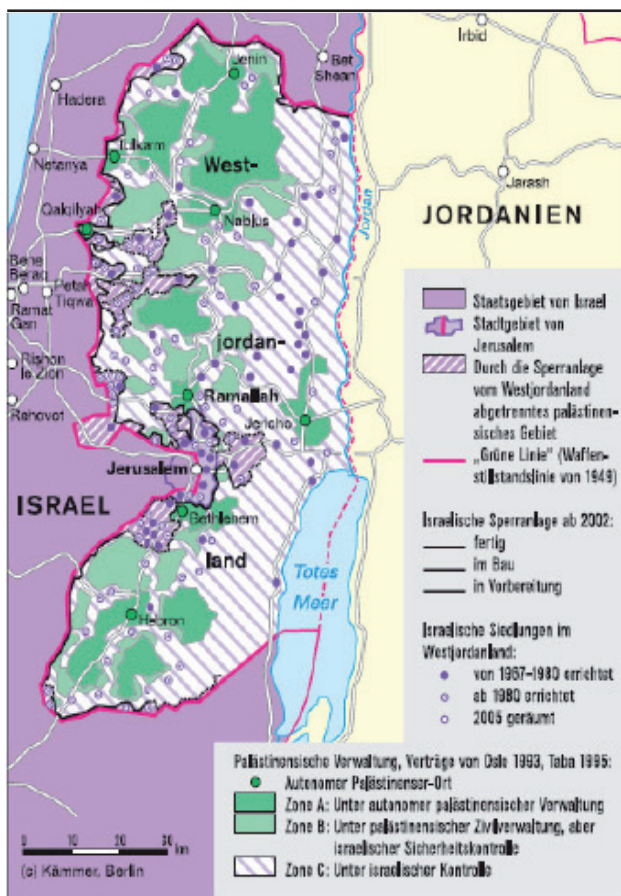 Irbid
Bet
Shean
Jenin
Hadera
Tulkarm
Netanya
West-
Jarash
Nablus
Qalqilyah
Jordan
JORDANIEN
Bene
Beraq
Petah
Tiqwa
Ramat
Gan
jordan-
Rishon
le Zion
Ramallah
Jericho
Rehovot
Jerusalem
ISRAEL
Bethlehem
land
Totes
Meer
Hebron
Staatsgebiet von Israel
Stadtgebiet von
Jerusalem
Durch die Sperranlage
vom Westjordanland
abgetrenntes palästinen-
sisches Gebiet
„Grüne Linie" (Waffen-
stillstandslinie von 1949)
Israelische Sperranlage ab 2002:
fertig
im Bau
in Vorbereitung
Israelische Siedlungen im
Westjordanland:
von 1967-1980 errichtet
ab 1980 errichtet
2005 geräumt
Palästinensische Verwaltung, Verträge von Oslo 1993, Taba 1995:
Autonomer Palästinenser-Ort
Zone A: Unter autonomer palästinensischer Verwaltung
Zone B: Unter palästinensischer Zivilverwaltung, aber
israelischer Sicherheitskontrolle
Zone C: Unter israelischer Kontrolle
0 10 20 30
km
(c) Kämmer, Berlin